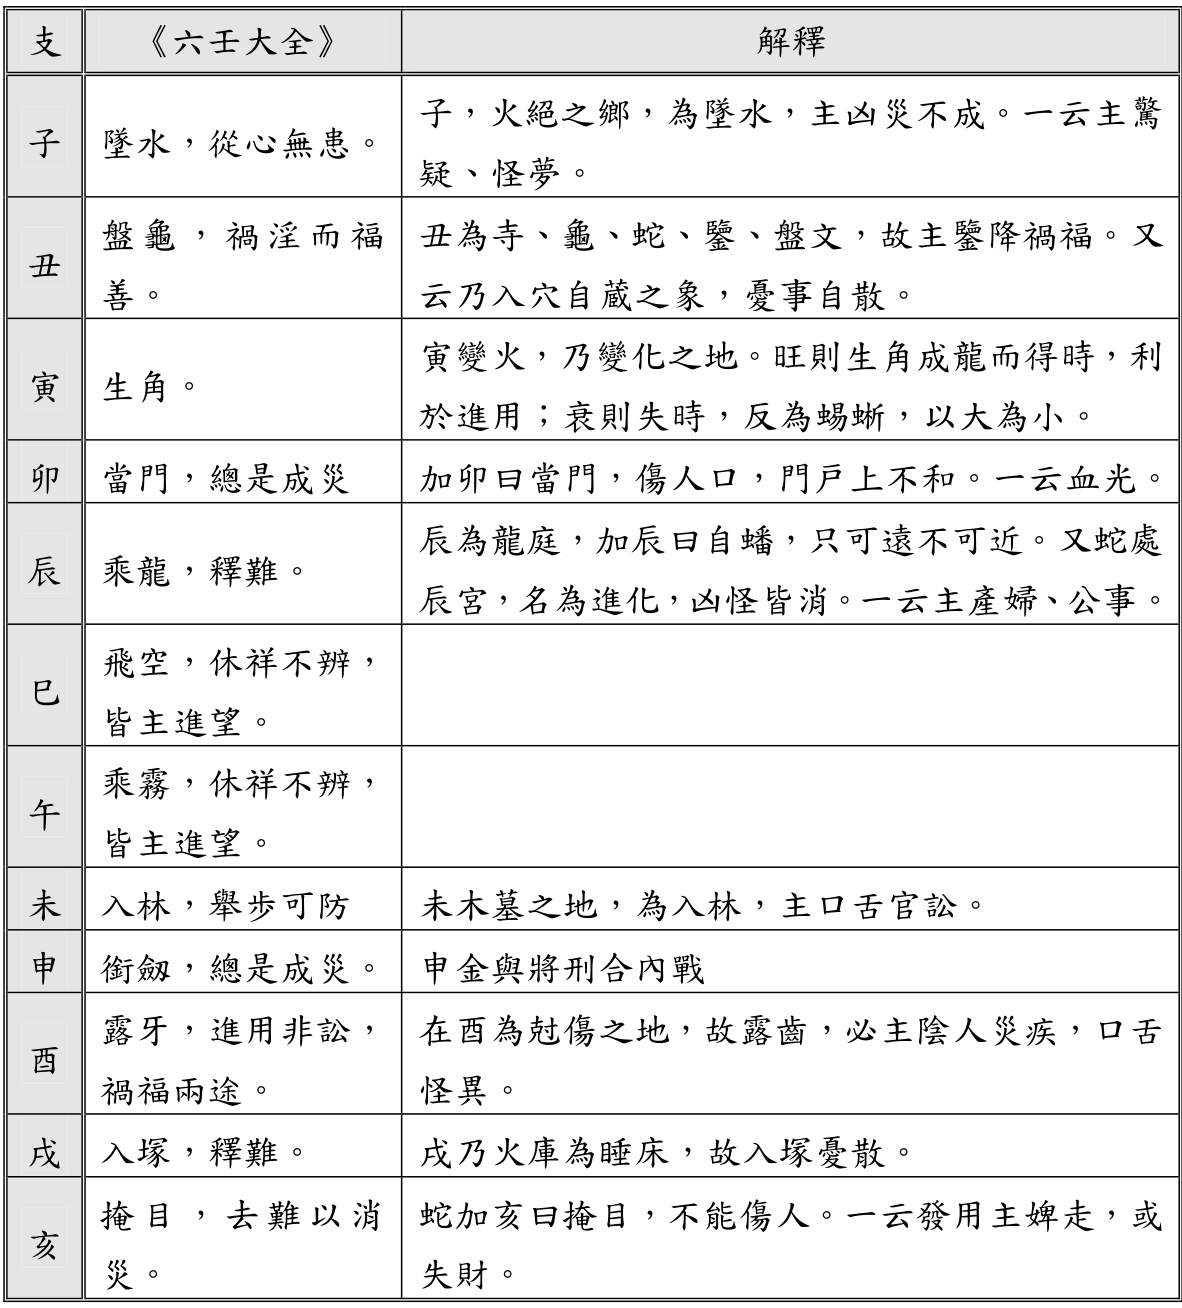 支 《六壬大全》 解釋
子 墜水，從心無患。 子，火絕之鄉，為墜水，主凶災不成。一云主驚
疑、怪夢。
丑 盤龜，禍淫而福
善。
丑為寺、龜、蛇、鑒、盤文，故主鑒降禍福。又
云乃入穴自蔵之象，憂事自散。
寅 生角。 寅變火，乃變化之地。旺則生角成龍而得時，利
於進用；衰則失時，反為蜴蜥，以大為小。
卯 當門，總是成災 加卯曰當門，傷人口，門戶上不和。一云血光。
辰 乘龍，釋難。 辰為龍庭，加辰曰自蟠，只可遠不可近。又蛇處
辰宮，名為進化，凶怪皆消。一云主產婦、公事。
巳 飛空，休祥不辨，
皆主進望。
午 乘霧，休祥不辨，
皆主進望。
未 入林，舉步可防 未木墓之地，為入林，主口舌官訟。
申 銜劔，總是成災。 申金與將刑合內戰
酉 露牙，進用非訟，
禍福兩途。
在酉為尅傷之地，故露齒，必主陰人災疾，口舌
怪異。
戌 入塚，釋難。 戌乃火庫為睡床，故入塚憂散。
亥 掩目，去難以消
災。
蛇加亥曰掩目，不能傷人。一云發用主婢走，或
失財。